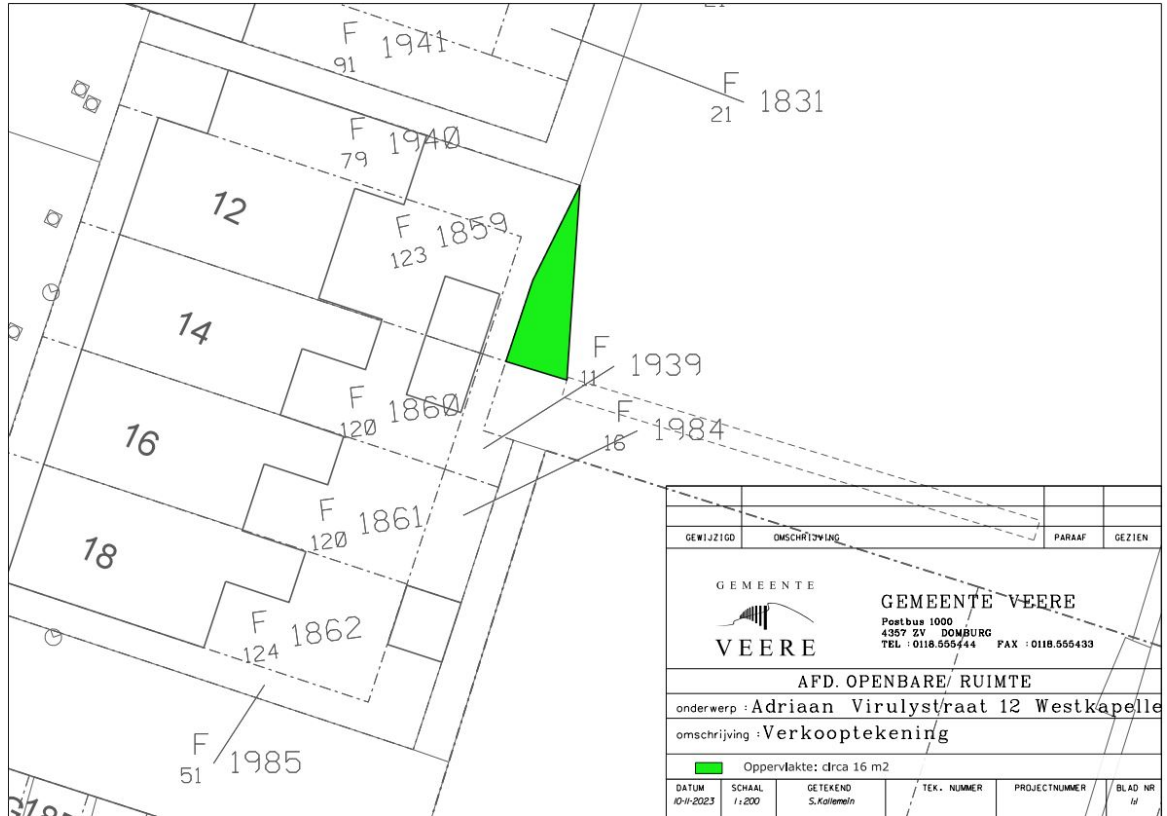 F 1941
91
F 1831
21
F 1940
79
12
F 1859
123
14
F 1939
11
F 1860
120
F 1984
16
16
F 1861
120
18
F 1862
124
F 1985
51
GEWIJZIGD OMSCHRIJVING PARAAF GEZIEN
GEMEENTE
VEERE
GEMEENTE VEERE
Postbus 1000
4357 ZV DOMBURG
TEL : 0118.555444 FAX : 0118.555433
AFD. OPENBARE RUIMTE
onderwerp : Adriaan Virulystraat 12 Westkapelle
omschrijving : Verkooptekening
Oppervlakte: circa 16 m2
DATUM SCHAAL GETEKEND TEK. NUMMER PROJECTNUMMER BLAD NR
10-11-2023 1:200 S.Kallemein 1/1